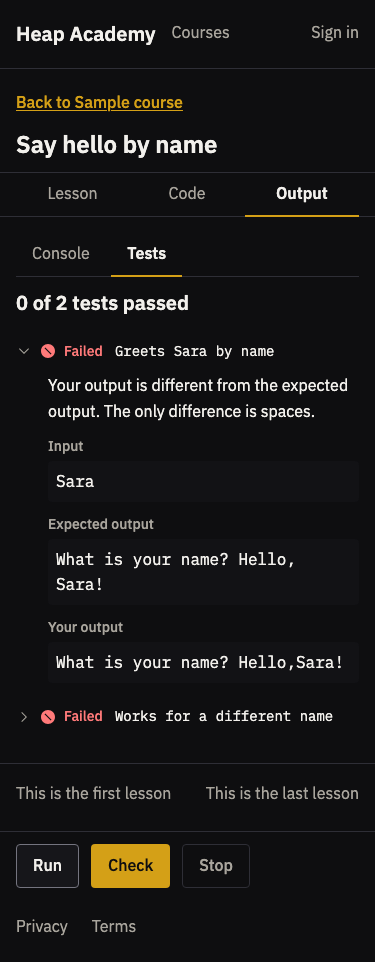 Heap Academy Courses Sign in
Back to Sample course
Say hello by name
Lesson Code Output
Console Tests
0 of 2 tests passed
Failed Greets Sara by name
Your output is different from the expected
output. The only difference is spaces.
Input
Sara
Expected output
What is your name? Hello,
Sara!
Your output
What is your name? Hello,Sara!
Failed Works for a different name
This is the first lesson This is the last lesson
Run Check Stop
Privacy Terms